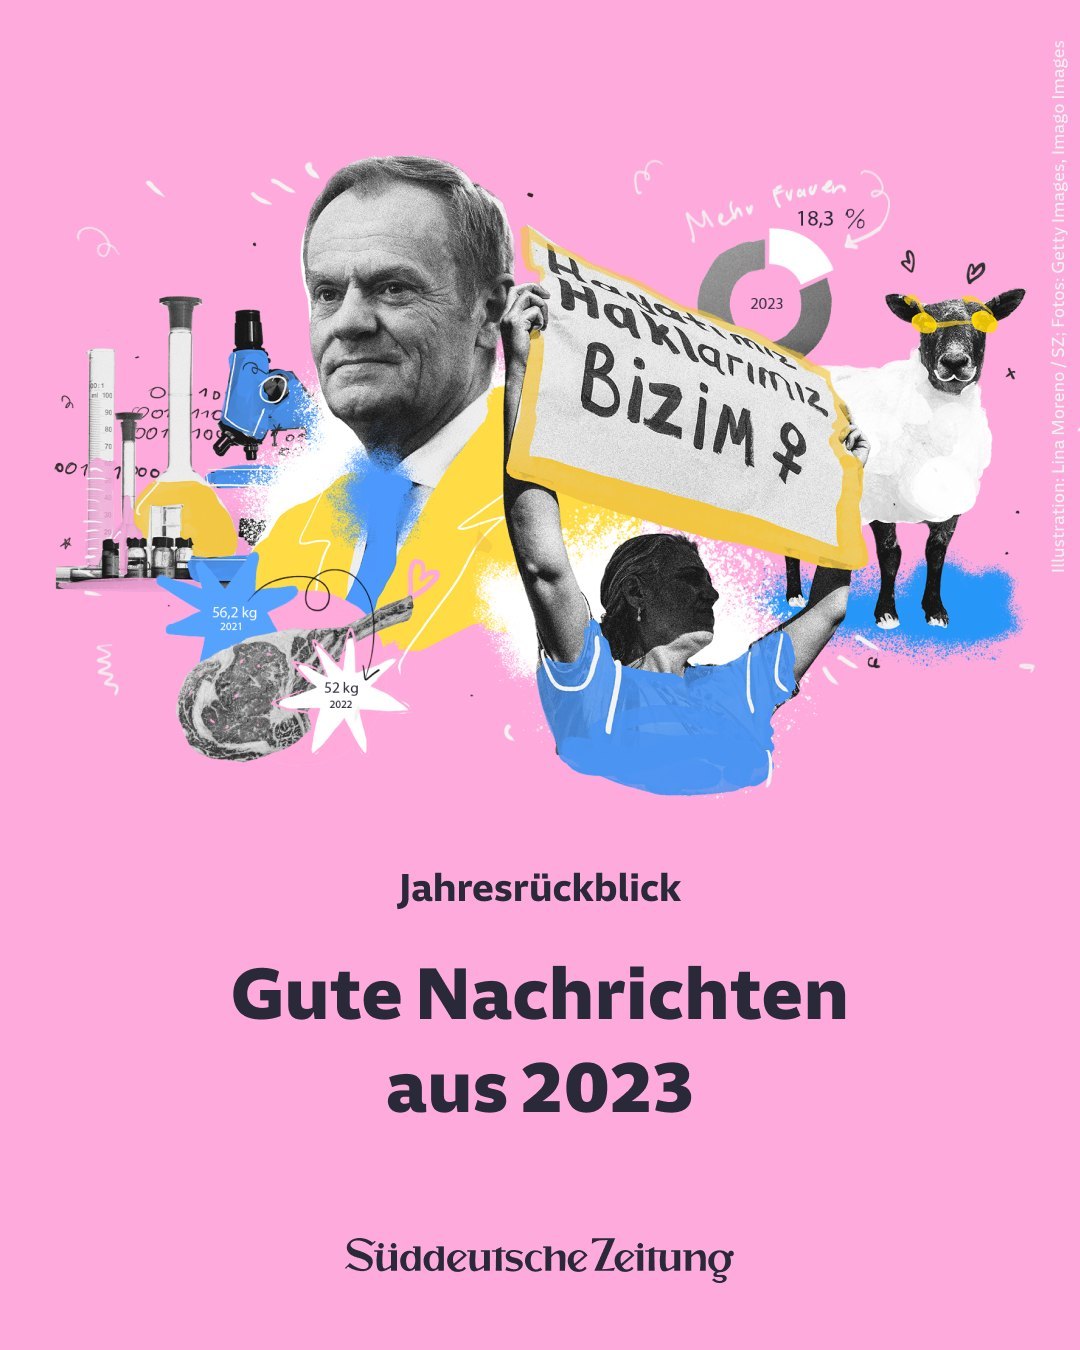 Mehr Frauen
18,3 %
2023
Hayatımız
Haklarımız
BiZiM ♀
56,2 kg
2021
52 kg
2022
Jahresrückblick
Gute Nachrichten
aus 2023
Süddeutsche Zeitung
Illustration: Lina Moreno / SZ; Fotos: Getty Images, Imago Images